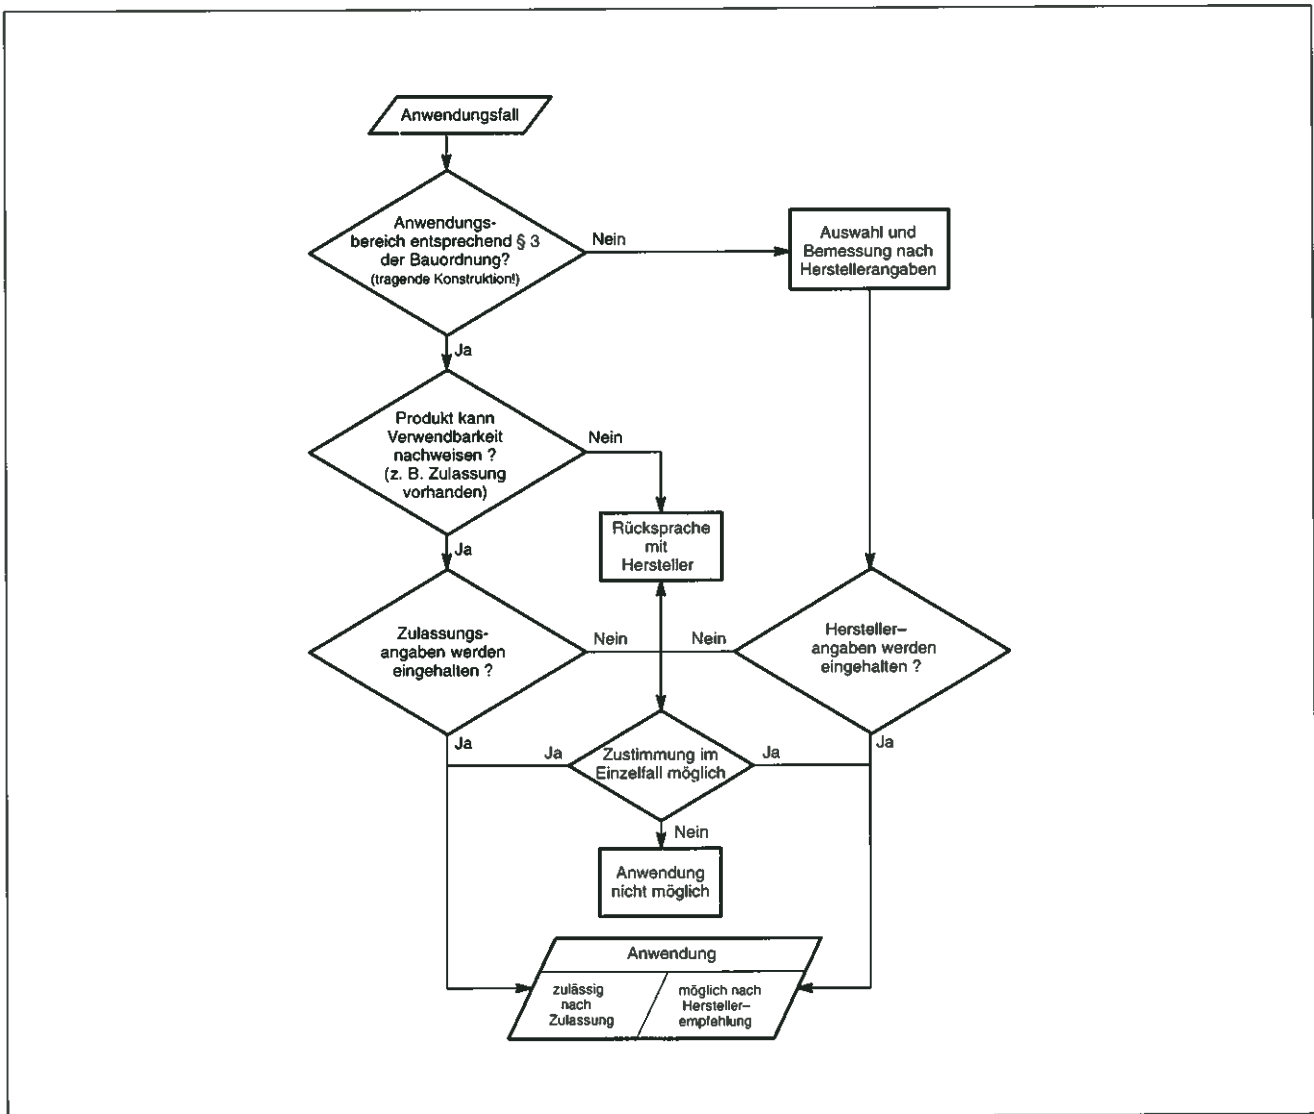 Anwendungsfall
Anwendungs-
bereich entsprechend § 3
der Bauordnung?
(tragende Konstruktion!)
Nein
Auswahl und
Bemessung nach
Herstellerangaben
Ja
Produkt kann
Verwendbarkeit
nachweisen ?
(z. B. Zulassung
vorhanden)
Nein
Rücksprache
mit
Hersteller
Ja
Zulassungs-
angaben werden
eingehalten ?
Nein
Nein
Hersteller–
angaben werden
eingehalten ?
Ja
Ja
Zustimmung im
Einzelfall möglich
Ja
Ja
Nein
Anwendung
nicht möglich
Anwendung
zulässig
nach
Zulassung
möglich nach
Hersteller–
empfehlung